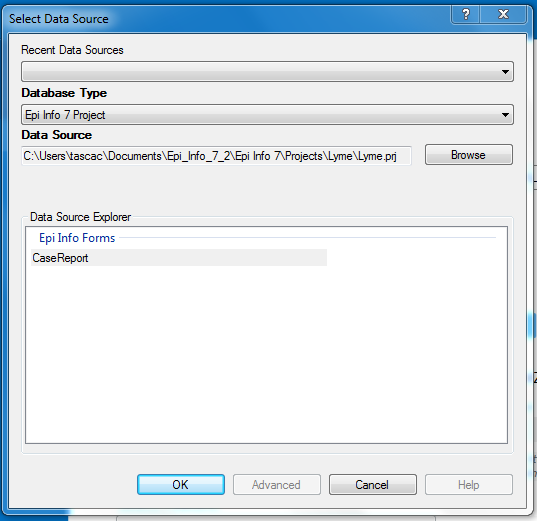 Select Data Source
?
Recent Data Sources
Database Type
Epi Info 7 Project
Data Source
C:\Users\tascac\Documents\Epi_Info_7_2\Epi Info 7\Projects\Lyme\Lyme.prj
Browse
Data Source Explorer
Epi Info Forms
CaseReport
OK
Advanced
Cancel
Help